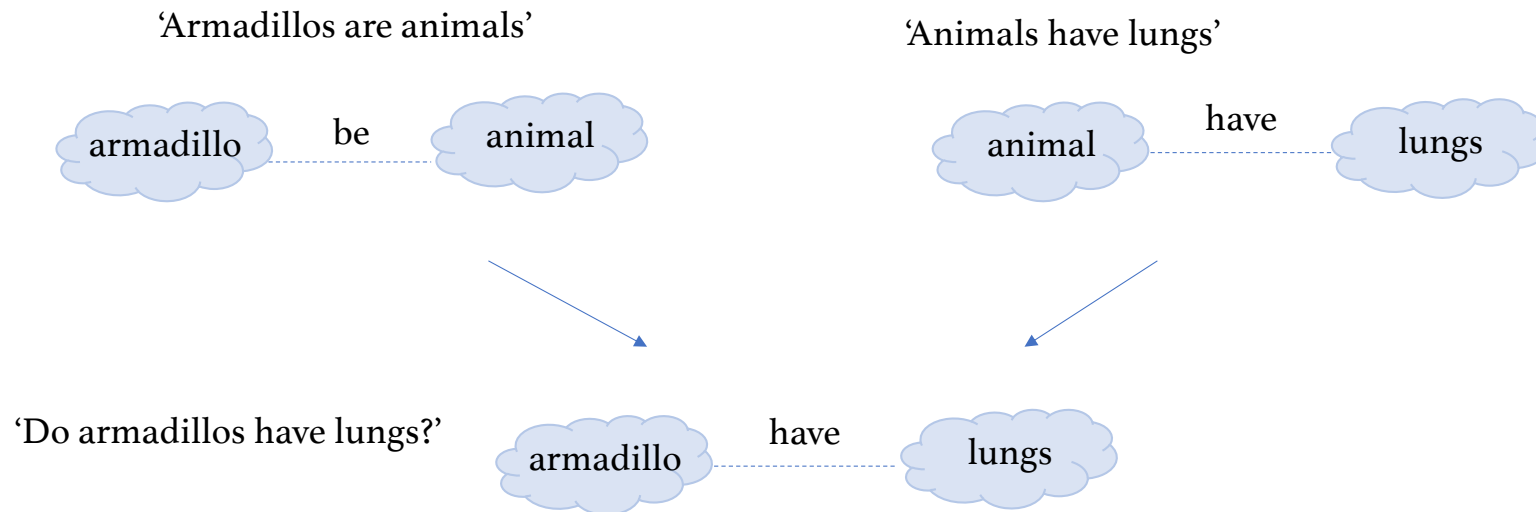 ‘Armadillos are animals’
‘Animals have lungs’
armadillo
be
animal
animal
have
lungs
‘Do armadillos have lungs?’
armadillo
have
lungs